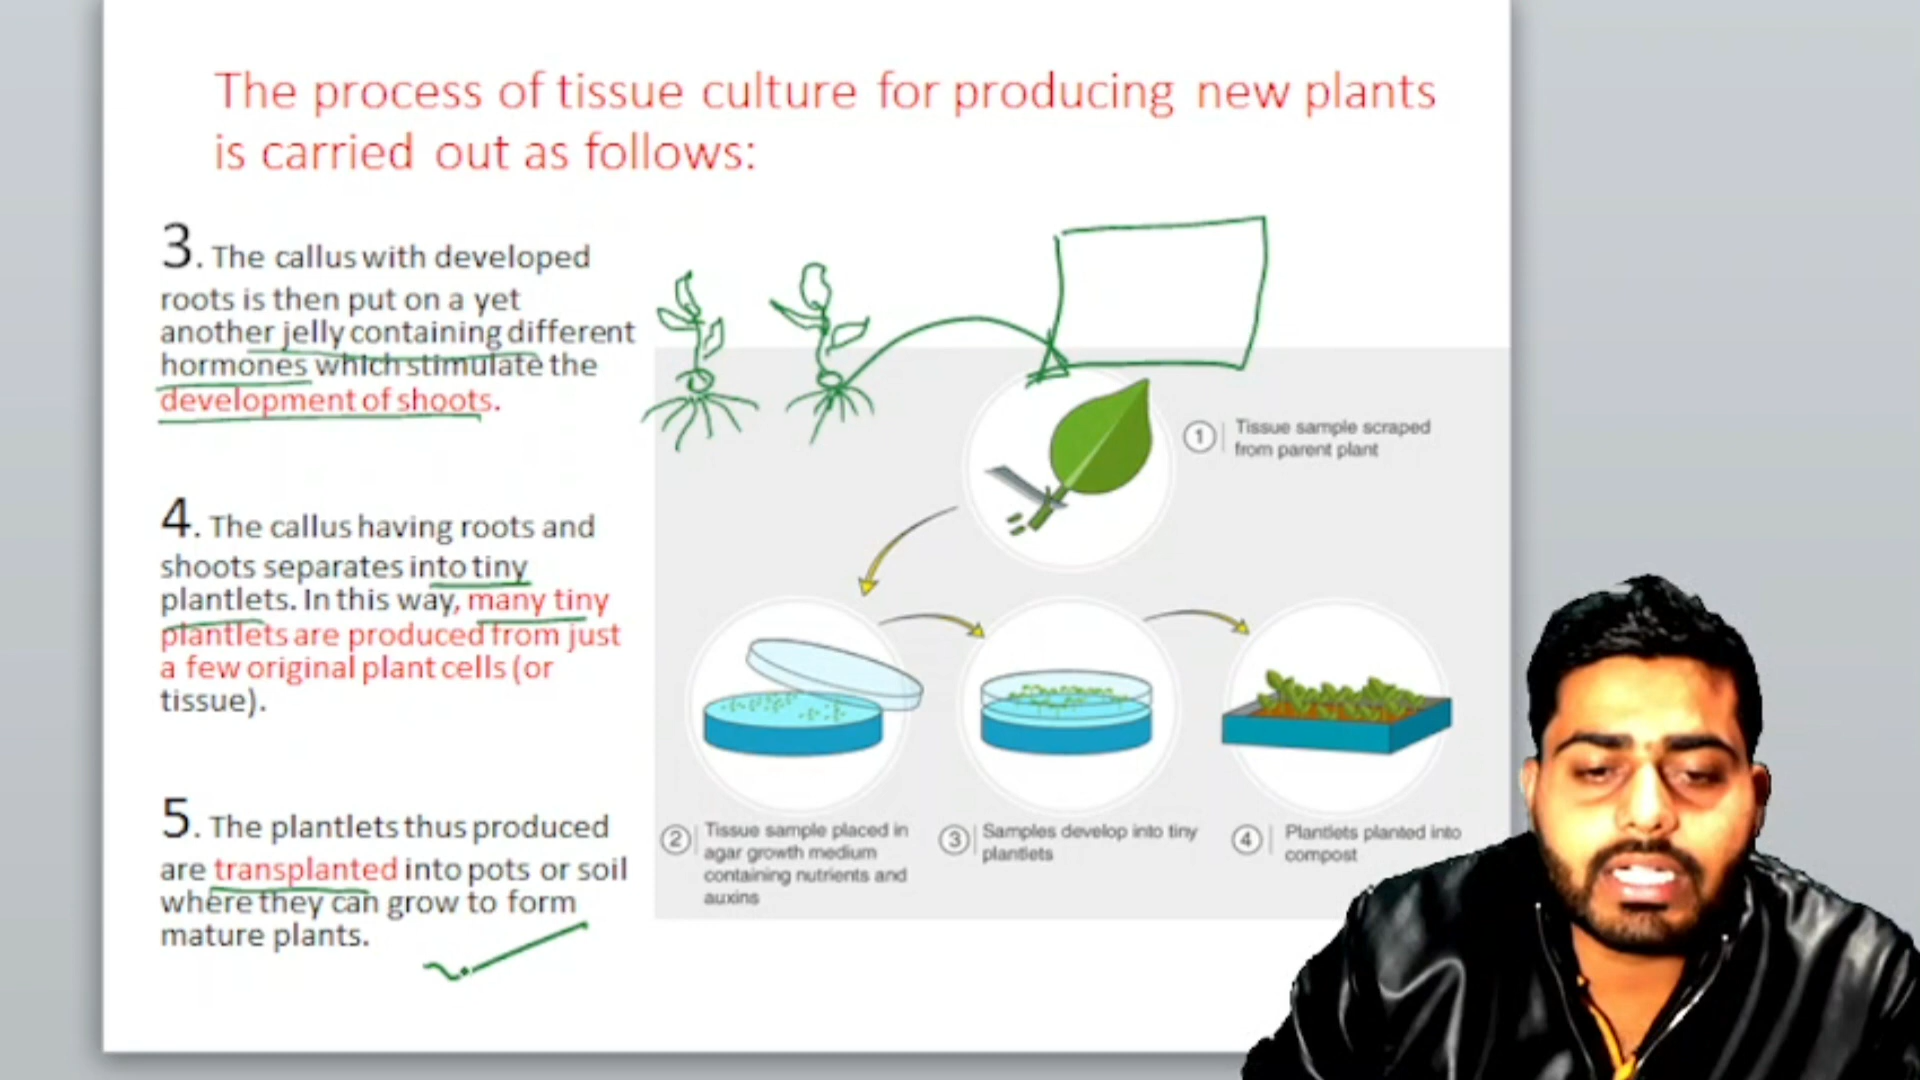 The process of tissue culture for producing new plants
is carried out as follows:
3. The callus with developed
roots is then put on a yet
another jelly containing different
hormones which stimulate the
development of shoots.
4. The callus having roots and
shoots separates into tiny
plantlets. In this way, many tiny
plantlets are produced from just
a few original plant cells (or
tissue).
5. The plantlets thus produced
are transplanted into pots or soil
where they can grow to form
mature plants.
1 Tissue sample scraped
from parent plant
2 Tissue sample placed in
agar growth medium
containing nutrients and
auxins
3 Samples develop into tiny
plantlets
4 Plantlets planted into
compost